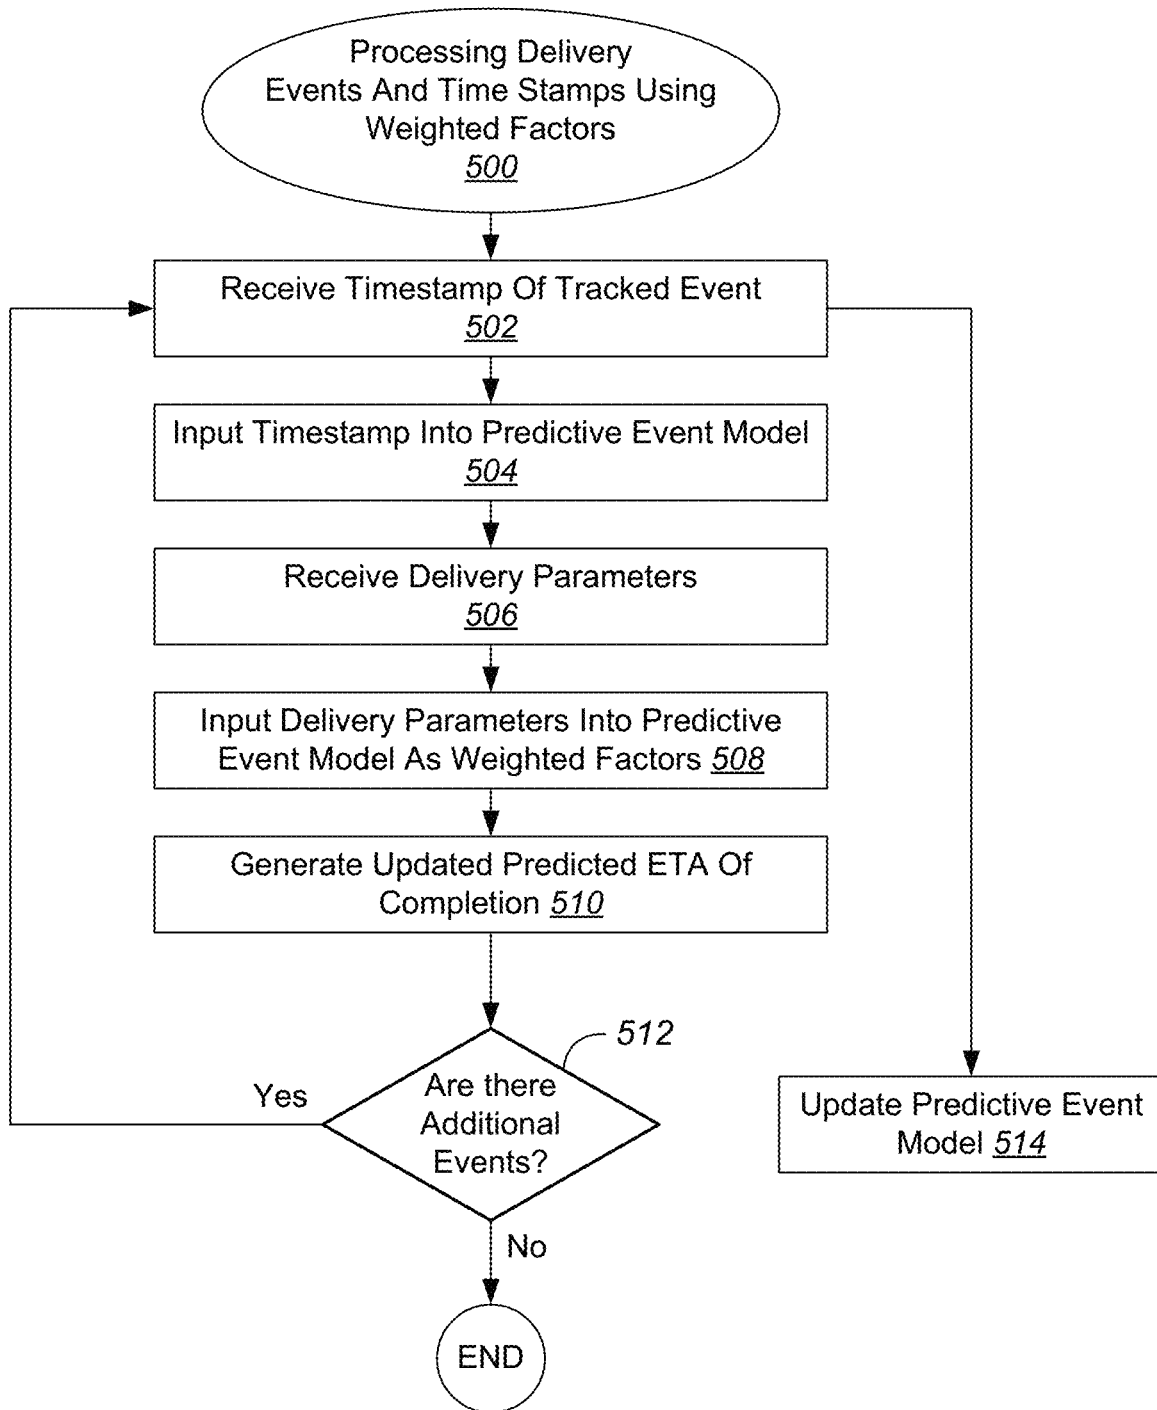 Processing Delivery
Events And Time Stamps Using
Weighted Factors
500
Receive Timestamp Of Tracked Event
502
Input Timestamp Into Predictive Event Model
504
Receive Delivery Parameters
506
Input Delivery Parameters Into Predictive
Event Model As Weighted Factors 508
Generate Updated Predicted ETA Of
Completion 510
512
Yes
Are there
Additional
Events?
Update Predictive Event
Model 514
No
END